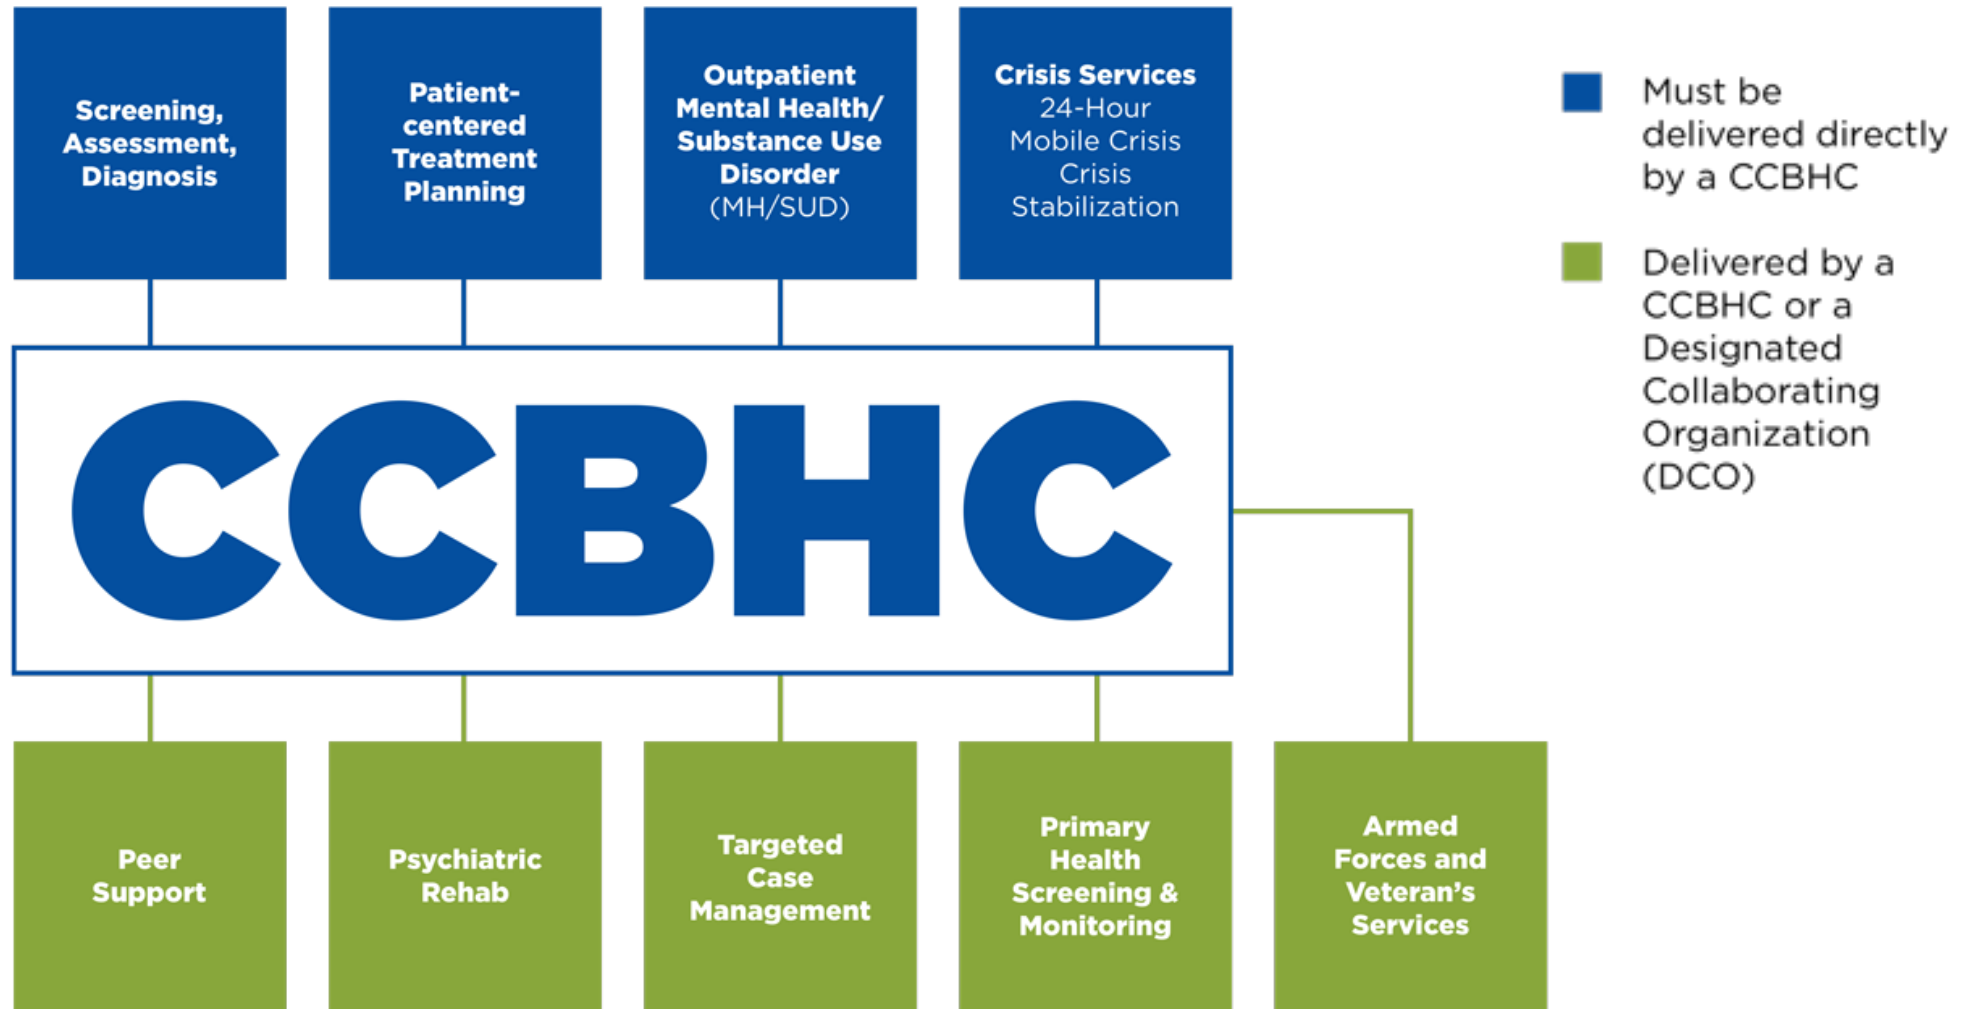 Screening,
Assessment,
Diagnosis
Patient-
centered
Treatment
Planning
Outpatient
Mental Health/
Substance Use
Disorder
(MH/SUD)
Crisis Services
24-Hour
Mobile Crisis
Crisis
Stabilization
Must be
delivered directly
by a CCBHC
Delivered by a
CCBHC or a
Designated
Collaborating
Organization
(DCO)
CCBHC
Peer
Support
Psychiatric
Rehab
Targeted
Case
Management
Primary
Health
Screening &
Monitoring
Armed
Forces and
Veteran’s
Services